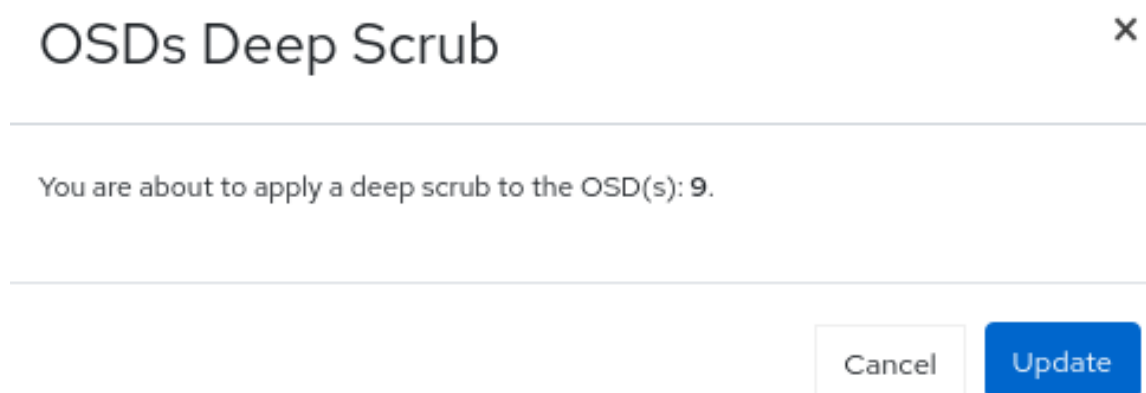 OSDs Deep Scrub ×
You are about to apply a deep scrub to the OSD(s): 9.
Cancel Update